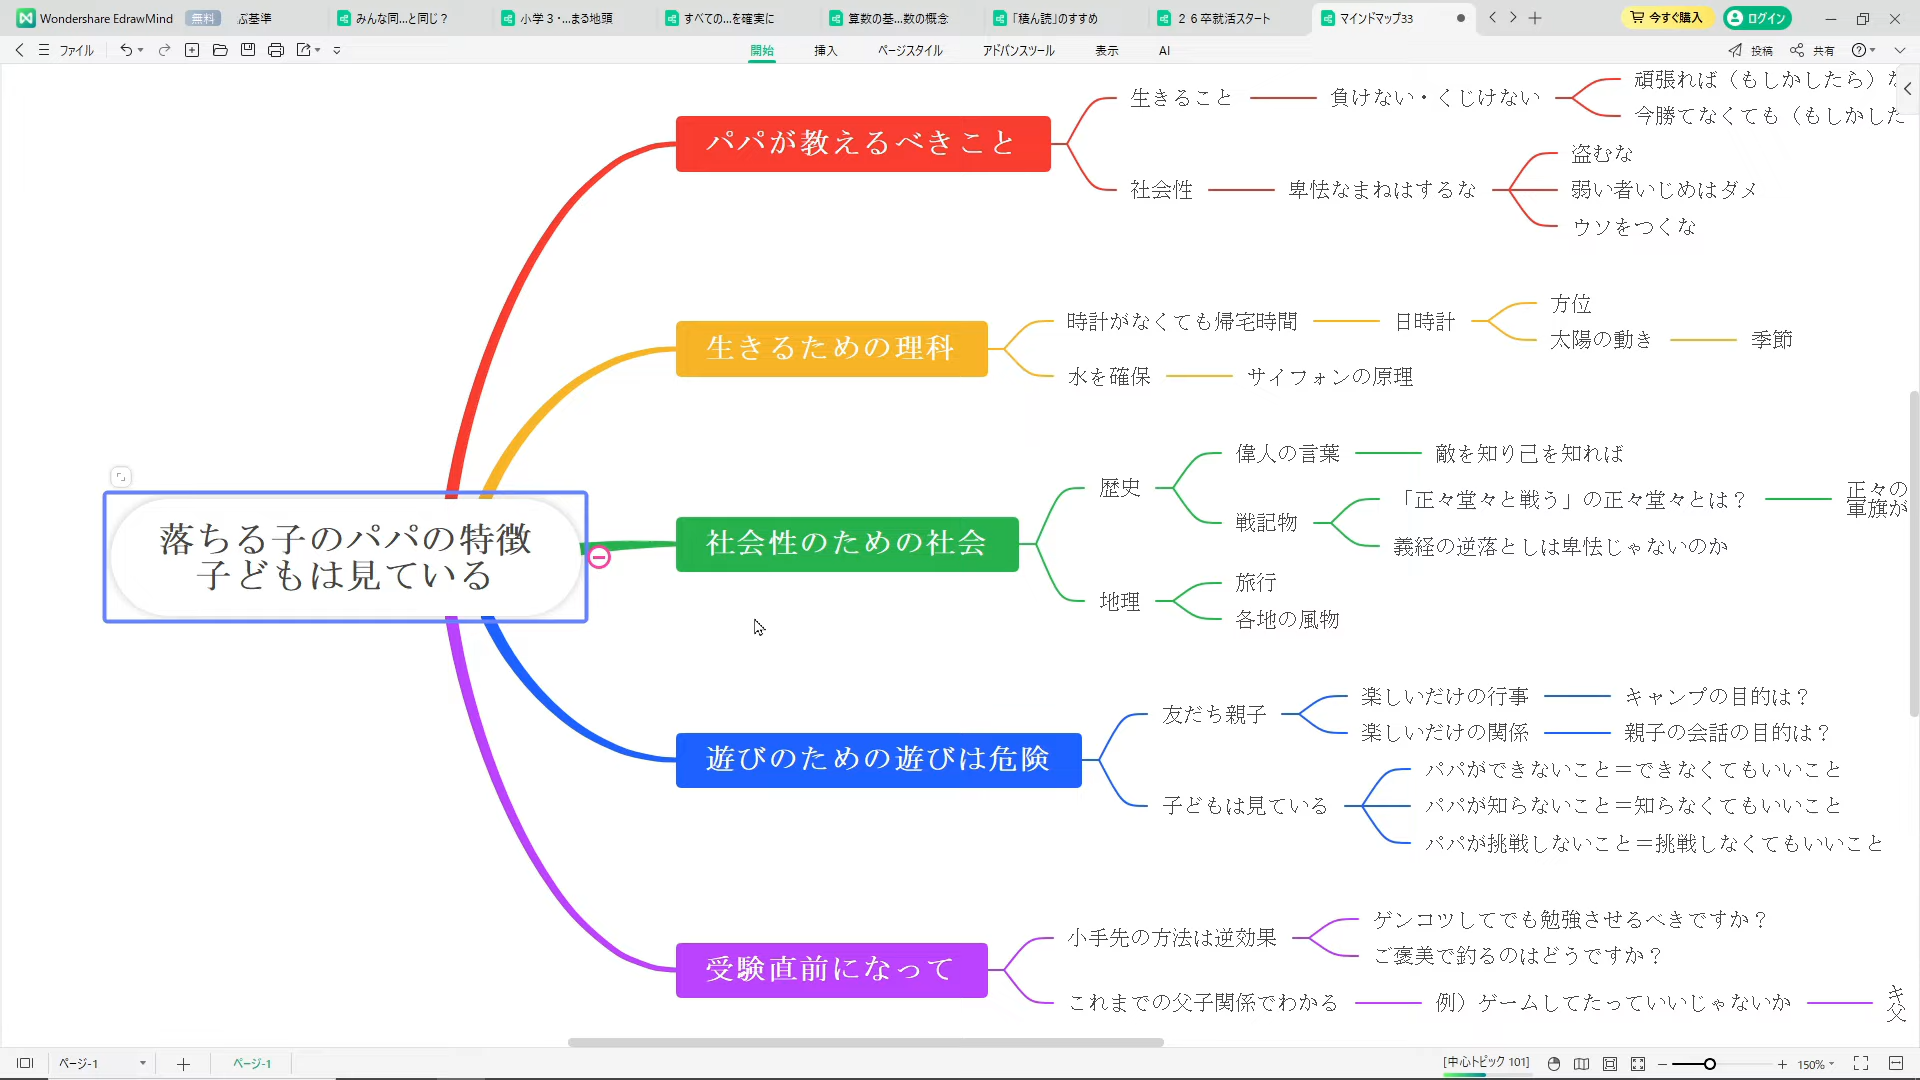 Wondershare EdrawMind 無料 ぶ基準 みんな同...と同じ？ 小学３・...まる地頭 すべての...を確実に 算数の基...数の概念 「積ん読」のすすめ ２６卒就活スタート マインドマップ33 今すぐ購入 ログイン
ファイル 開始 挿入 ページスタイル アドバンスツール 表示 AI 投稿 共有
パパが教えるべきこと
生きること
負けない・くじけない
頑張れば（もしかしたら）な
今勝てなくても（もしかした
社会性
卑怯なまねはするな
盗むな
弱い者いじめはダメ
ウソをつくな
生きるための理科
時計がなくても帰宅時間
日時計
方位
太陽の動き
季節
水を確保
サイフォンの原理
落ちる子のパパの特徴
子どもは見ている
社会性のための社会
歴史
偉人の言葉
敵を知り己を知れば
戦記物
「正々堂々と戦う」の正々堂々とは？
正々の
軍旗が
義経の逆落としは卑怯じゃないのか
地理
旅行
各地の風物
遊びのための遊びは危険
友だち親子
楽しいだけの行事
キャンプの目的は？
楽しいだけの関係
親子の会話の目的は？
子どもは見ている
パパができないこと＝できなくてもいいこと
パパが知らないこと＝知らなくてもいいこと
パパが挑戦しないこと＝挑戦しなくてもいいこと
受験直前になって
小手先の方法は逆効果
ゲンコツしてでも勉強させるべきですか？
ご褒美で釣るのはどうですか？
これまでの父子関係でわかる
例）ゲームしてたっていいじゃないか
キ
父
ページ-1 ページ-1 [中心トピック 101] 150%